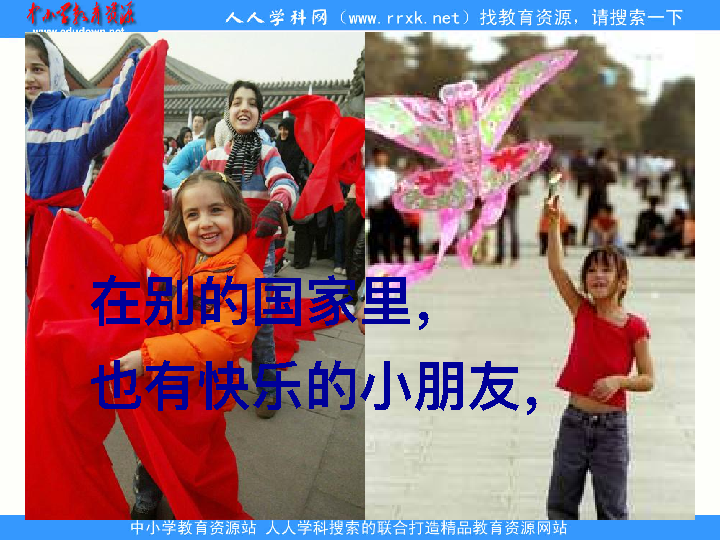 中小学教育资源
www.edudown.net
人人学科网（www.rrxk.net）找教育资源，请搜索一下
在别的国家里，
也有快乐的小朋友，
中小学教育资源站 人人学科搜索的联合打造精品教育资源网站